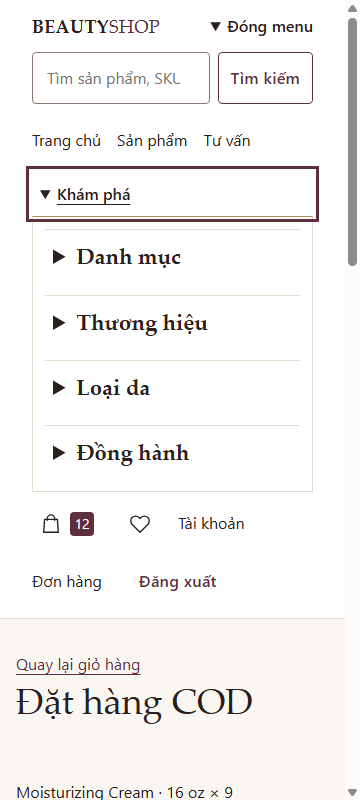 BEAUTYSHOP ▼ Đóng menu
Tìm sản phẩm, SKU Tìm kiếm
Trang chủ Sản phẩm Tư vấn
▼ Khám phá
▶ Danh mục
▶ Thương hiệu
▶ Loại da
▶ Đồng hành
12 Tài khoản
Đơn hàng Đăng xuất
Quay lại giỏ hàng
Đặt hàng COD
Moisturizing Cream · 16 oz × 9